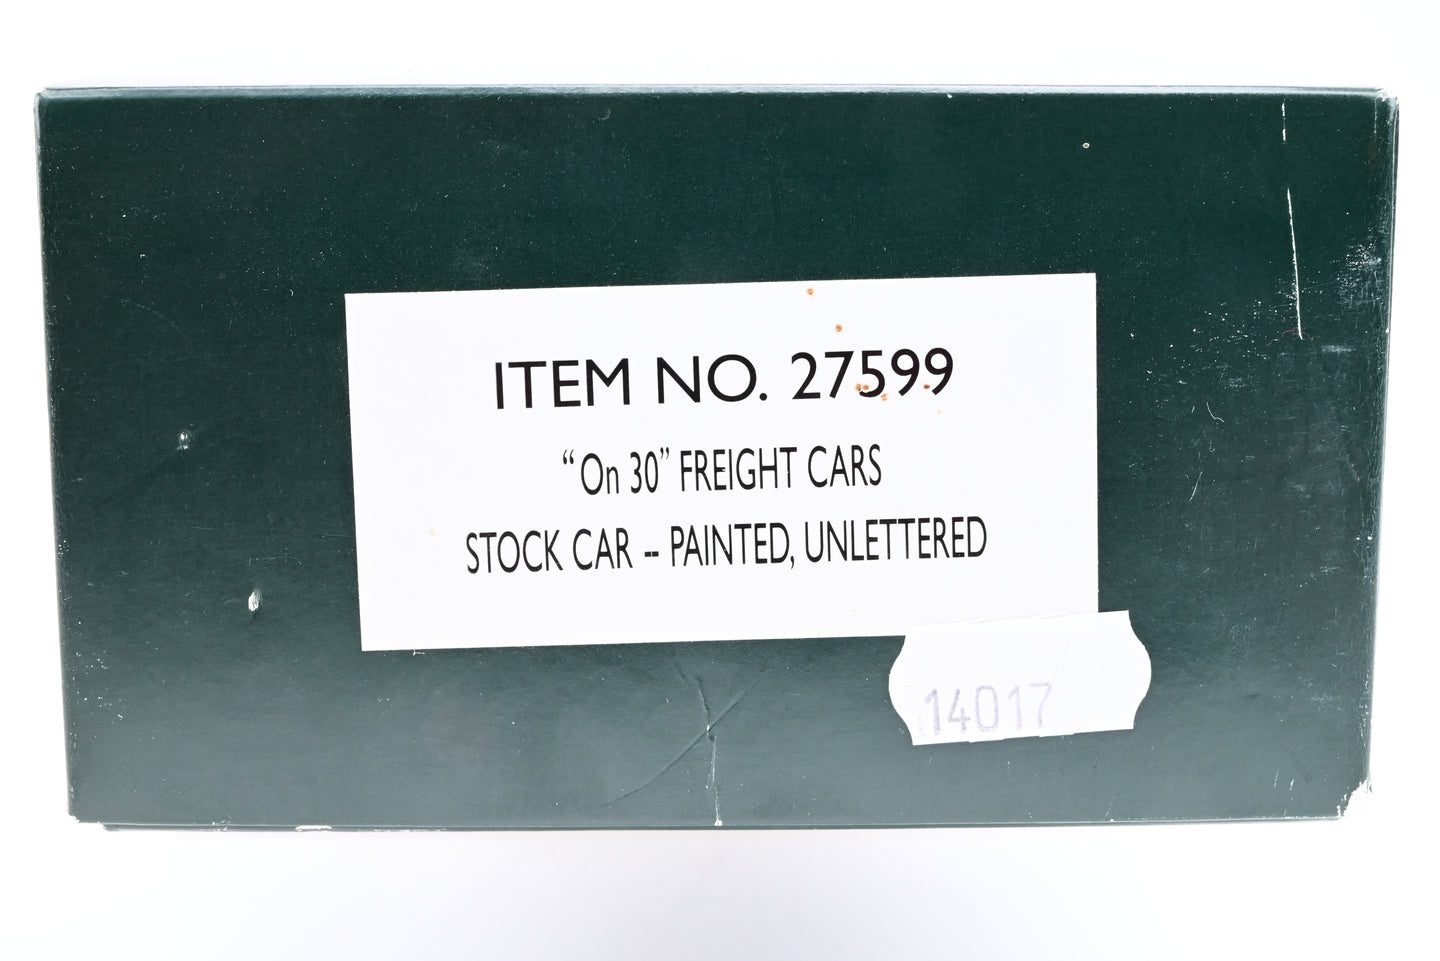 ITEM NO. 27599
“On 30” FREIGHT CARS
STOCK CAR -- PAINTED, UNLETTERED
14017